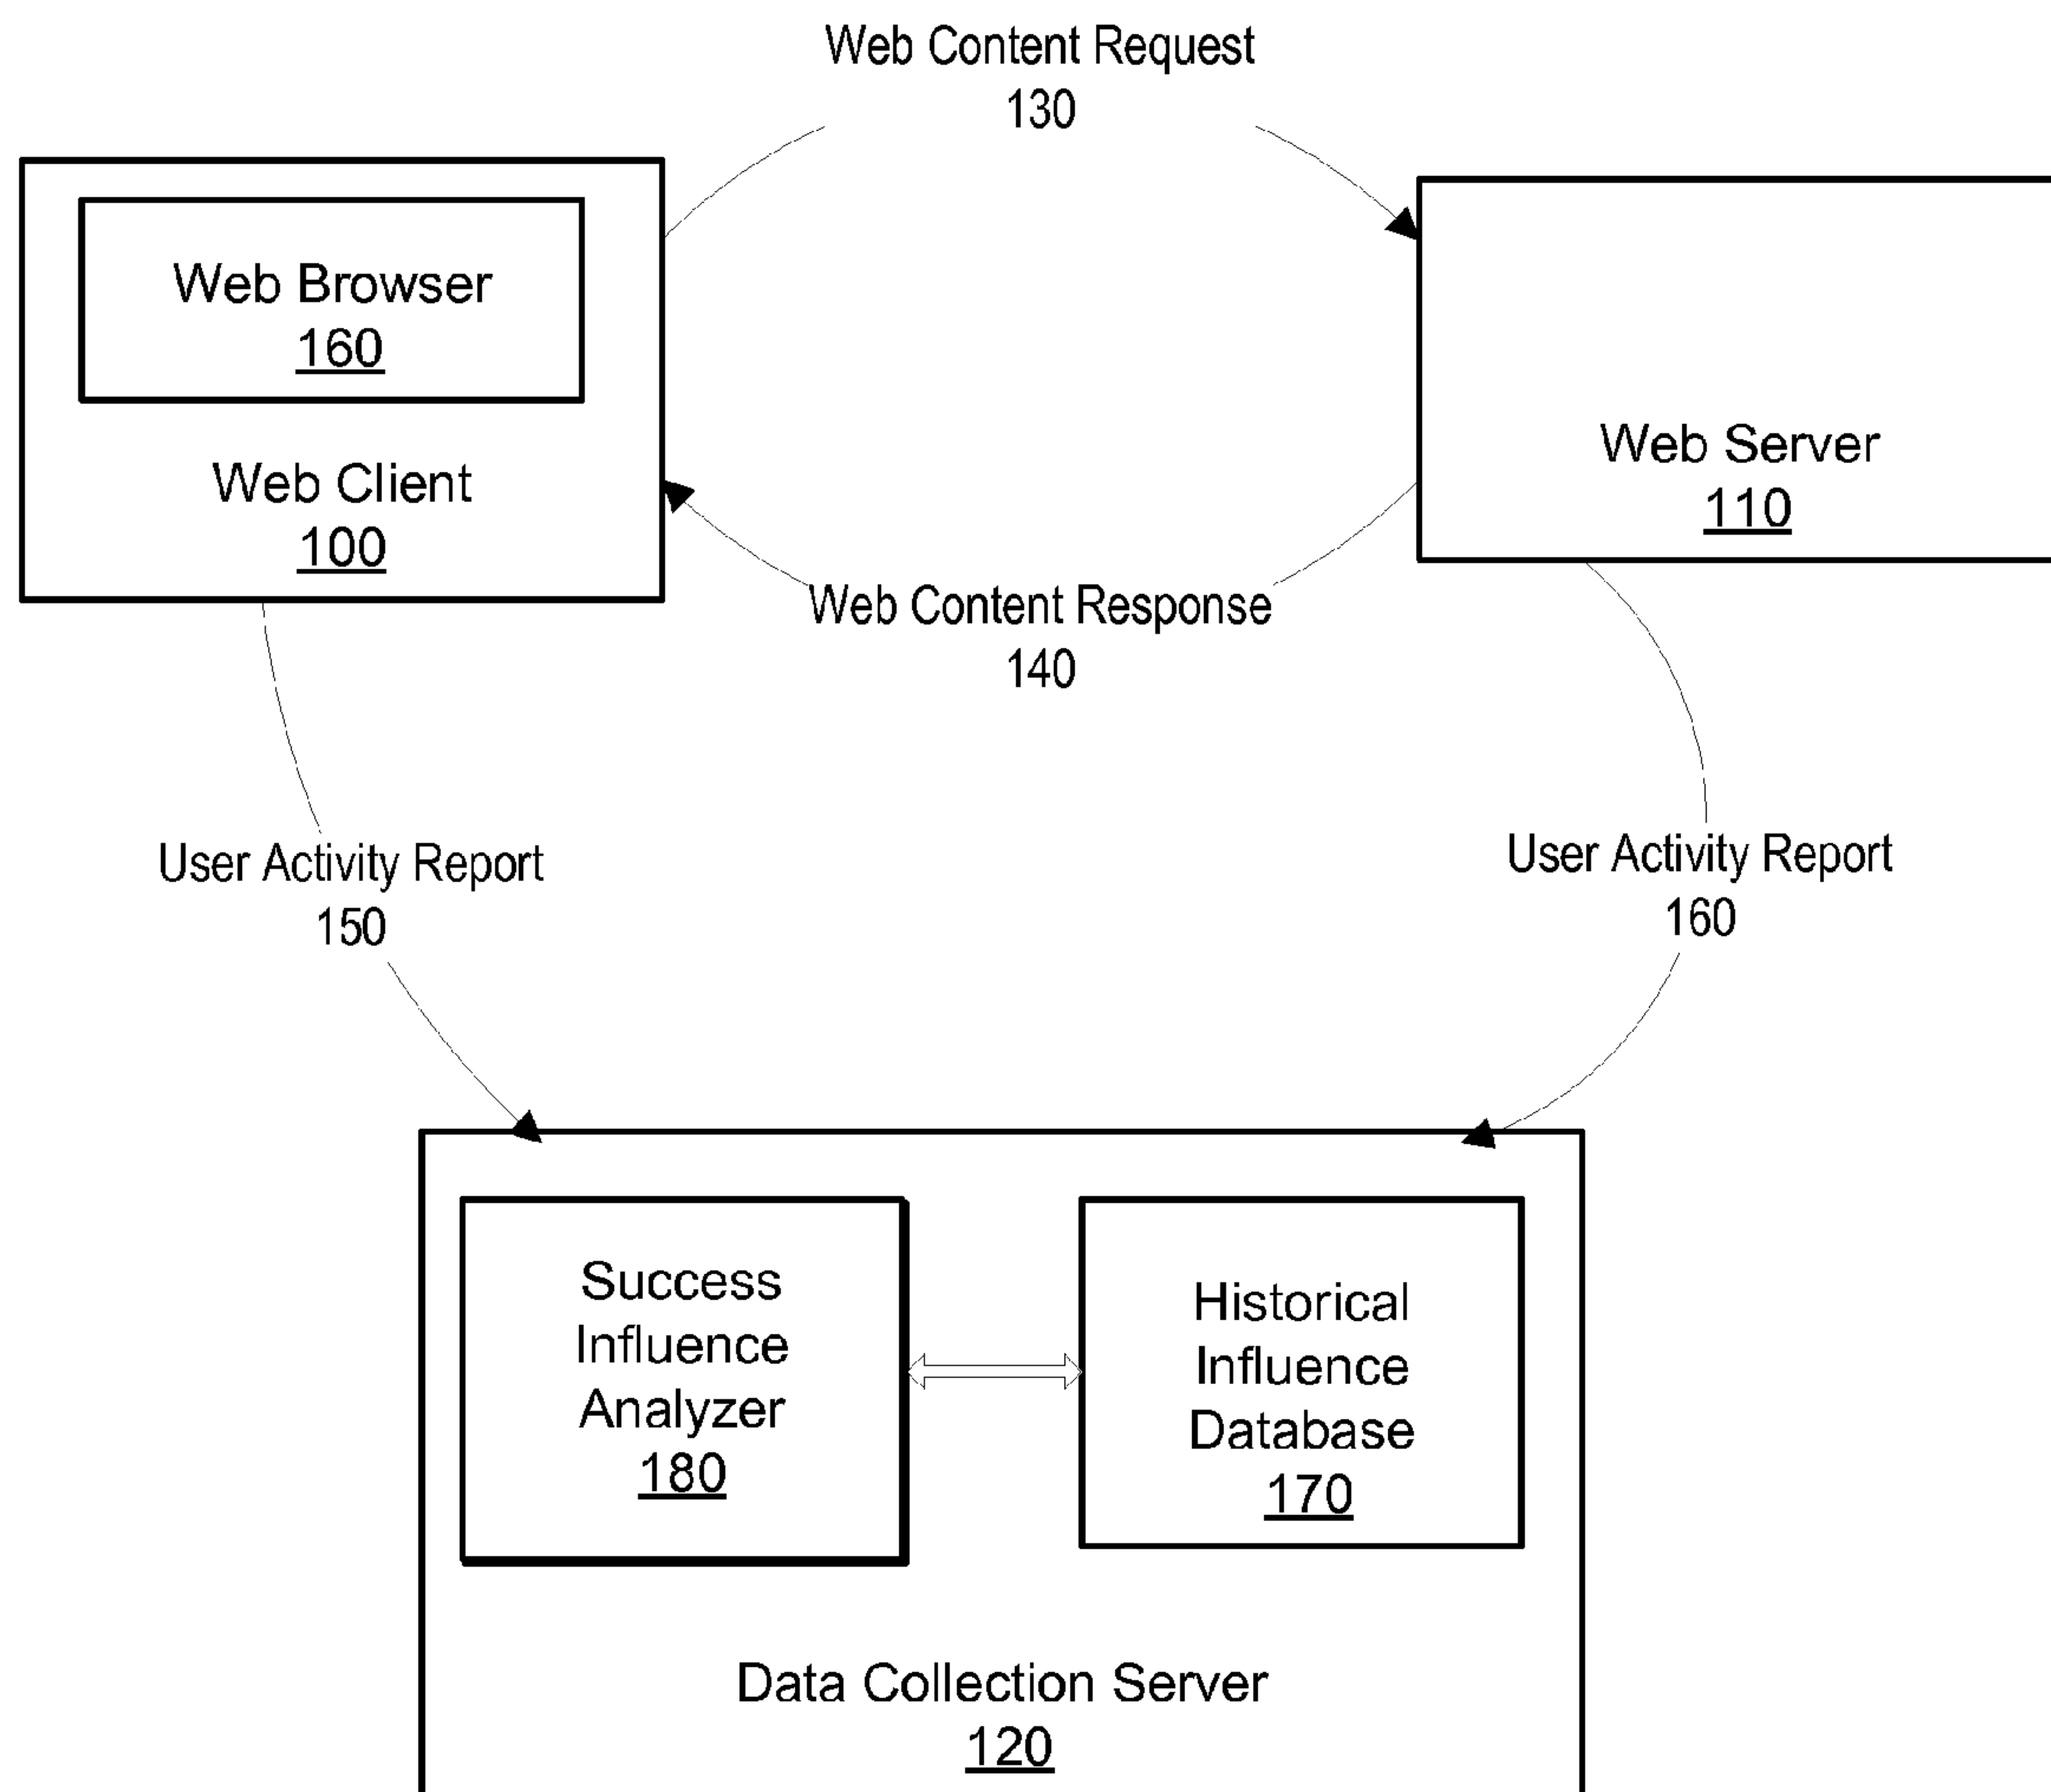 Web Content Request
130
Web Browser
160
Web Client
100
Web Server
110
Web Content Response
140
User Activity Report
150
User Activity Report
160
Success
Influence
Analyzer
180
Historical
Influence
Database
170
Data Collection Server
120